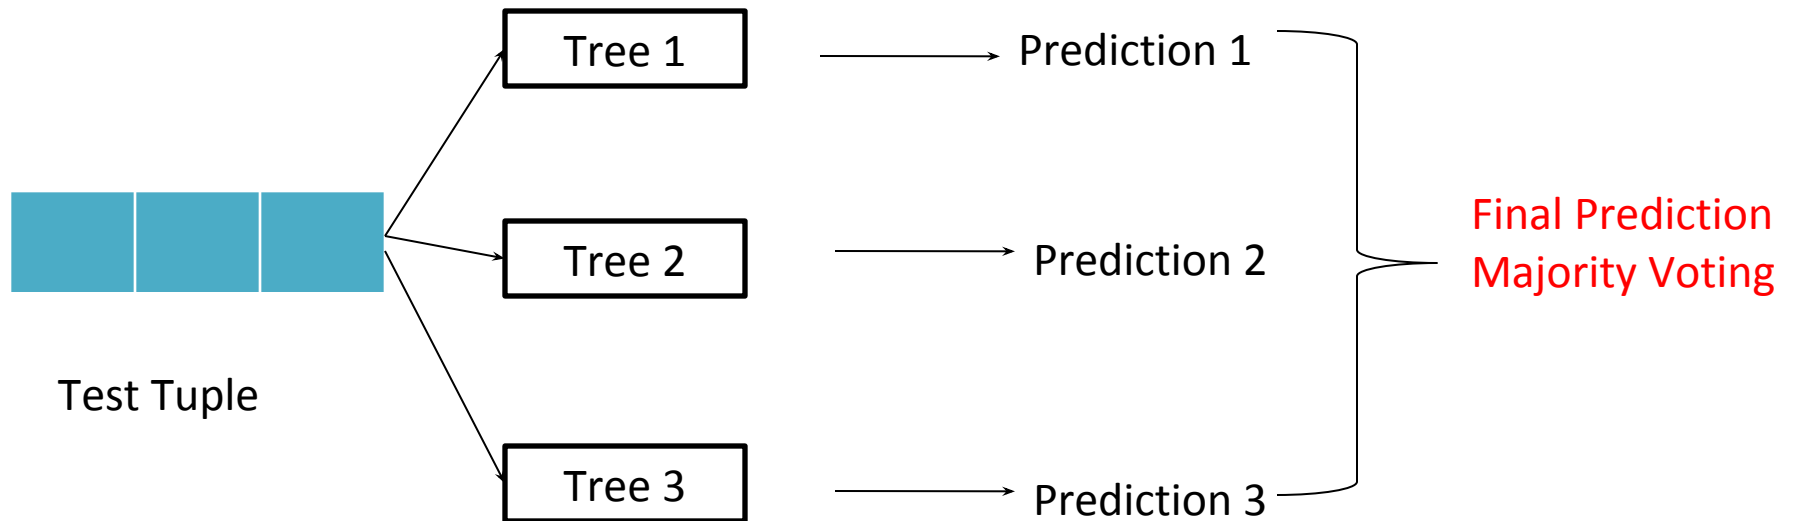 Tree 1
Prediction 1
Tree 2
Prediction 2
Final Prediction
Majority Voting
Test Tuple
Tree 3
Prediction 3